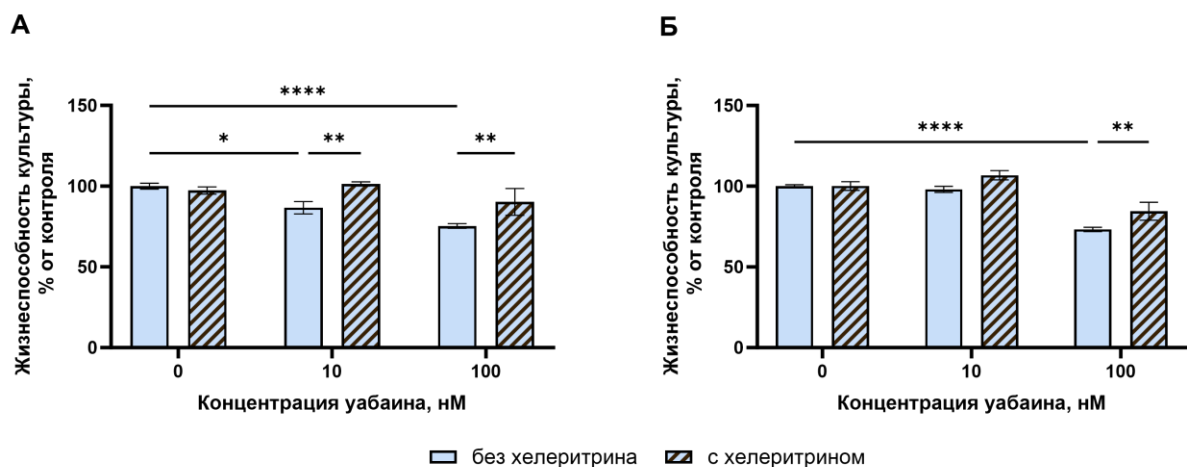 А
Жизнеспособность культуры,
% от контроля
150
100
50
0
****
*
**
**
0
10
100
Концентрация уабаина, нМ
Б
Жизнеспособность культуры,
% от контроля
150
100
50
0
****
**
0
10
100
Концентрация уабаина, нМ
без хелеритрина
с хелеритрином